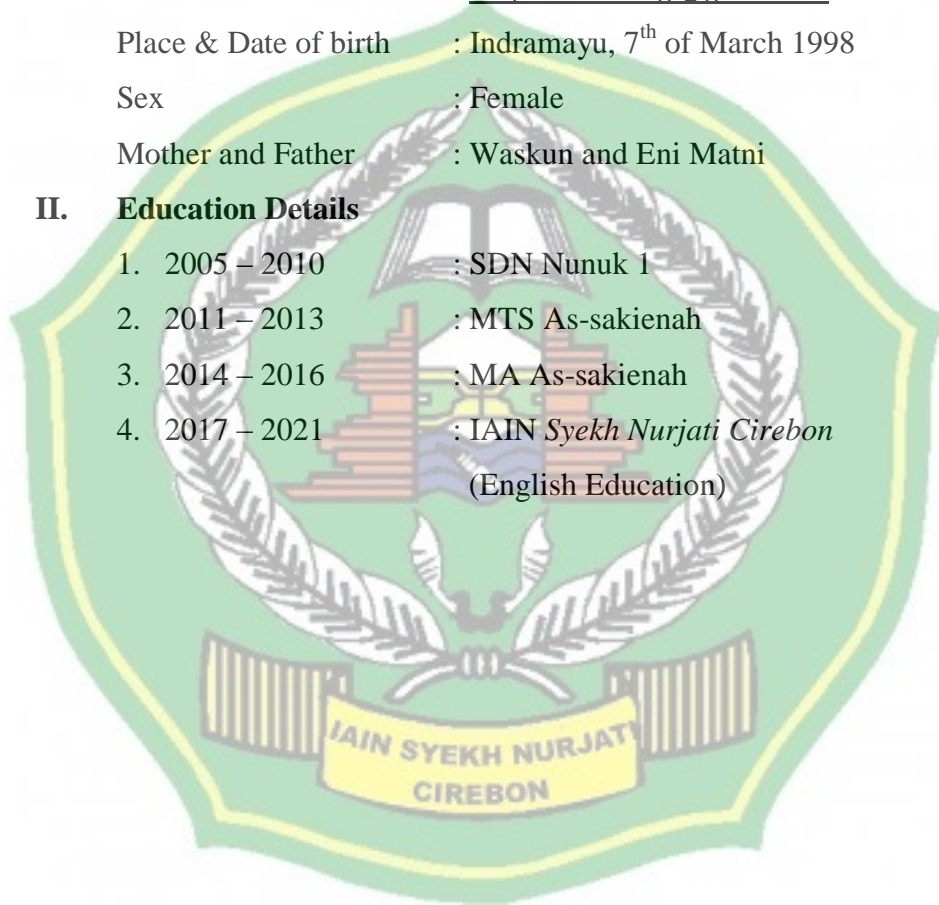 Place & Date of birth : Indramayu, 7th of March 1998
Sex : Female
Mother and Father : Waskun and Eni Matni
II. Education Details
1. 2005 – 2010 : SDN Nunuk 1
2. 2011 – 2013 : MTS As-sakienah
3. 2014 – 2016 : MA As-sakienah
4. 2017 – 2021 : IAIN Syekh Nurjati Cirebon
(English Education)
IAIN SYEKH NURJATI
CIREBON